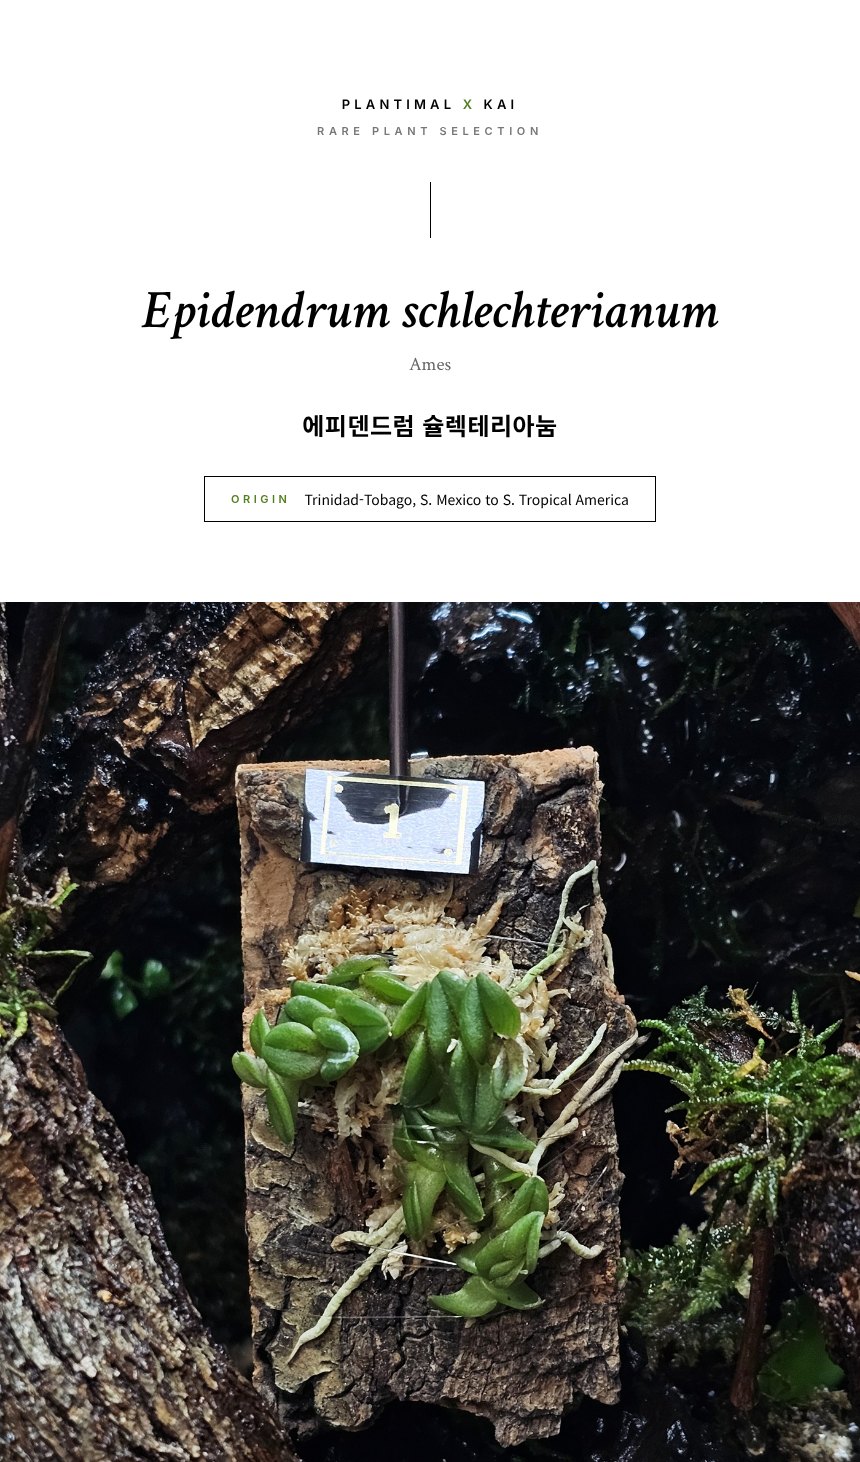 PLANTIMAL X KAI
RARE PLANT SELECTION
Epidendrum schlechterianum
Ames
에피덴드럼 슐렉테리아눔
ORIGIN Trinidad-Tobago, S. Mexico to S. Tropical America
1